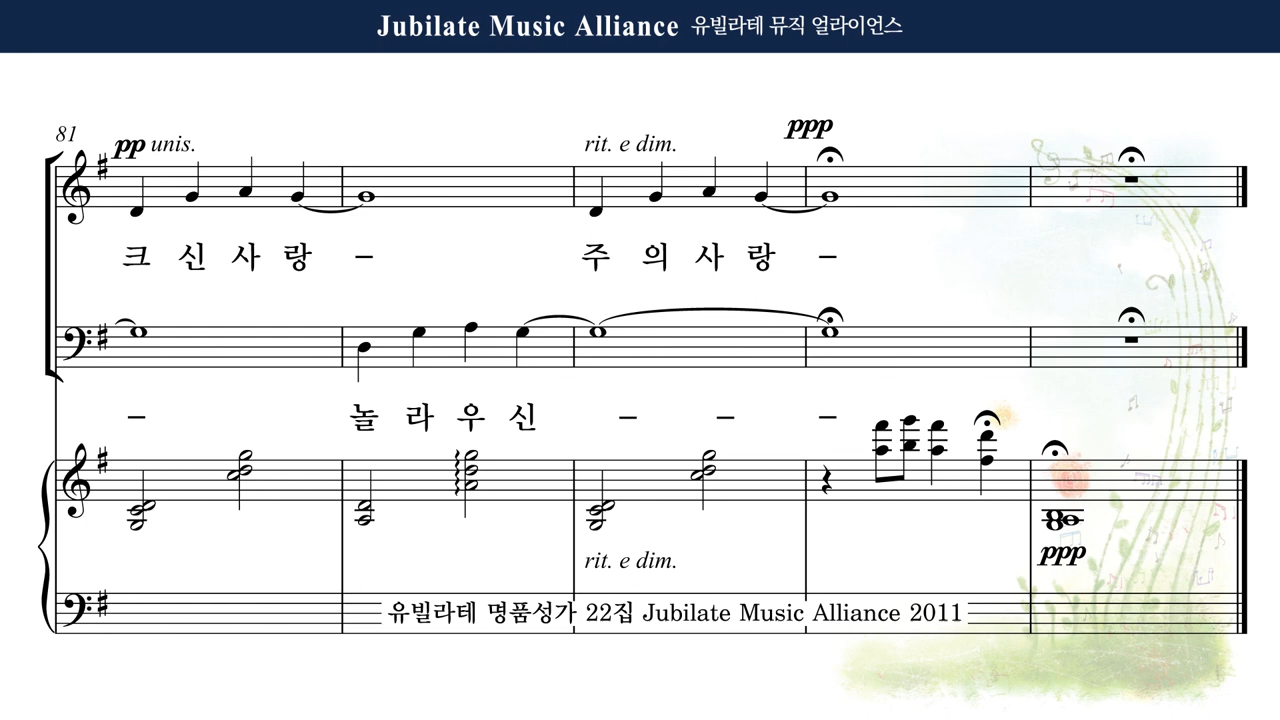 Jubilate Music Alliance 유빌라테 뮤직 얼라이언스
81
pp unis. rit. e dim. ppp
크 신 사 랑 – 주 의 사 랑 –
– 놀 라 우 신 – – –
rit. e dim. ppp
유빌라테 명품성가 22집 Jubilate Music Alliance 2011